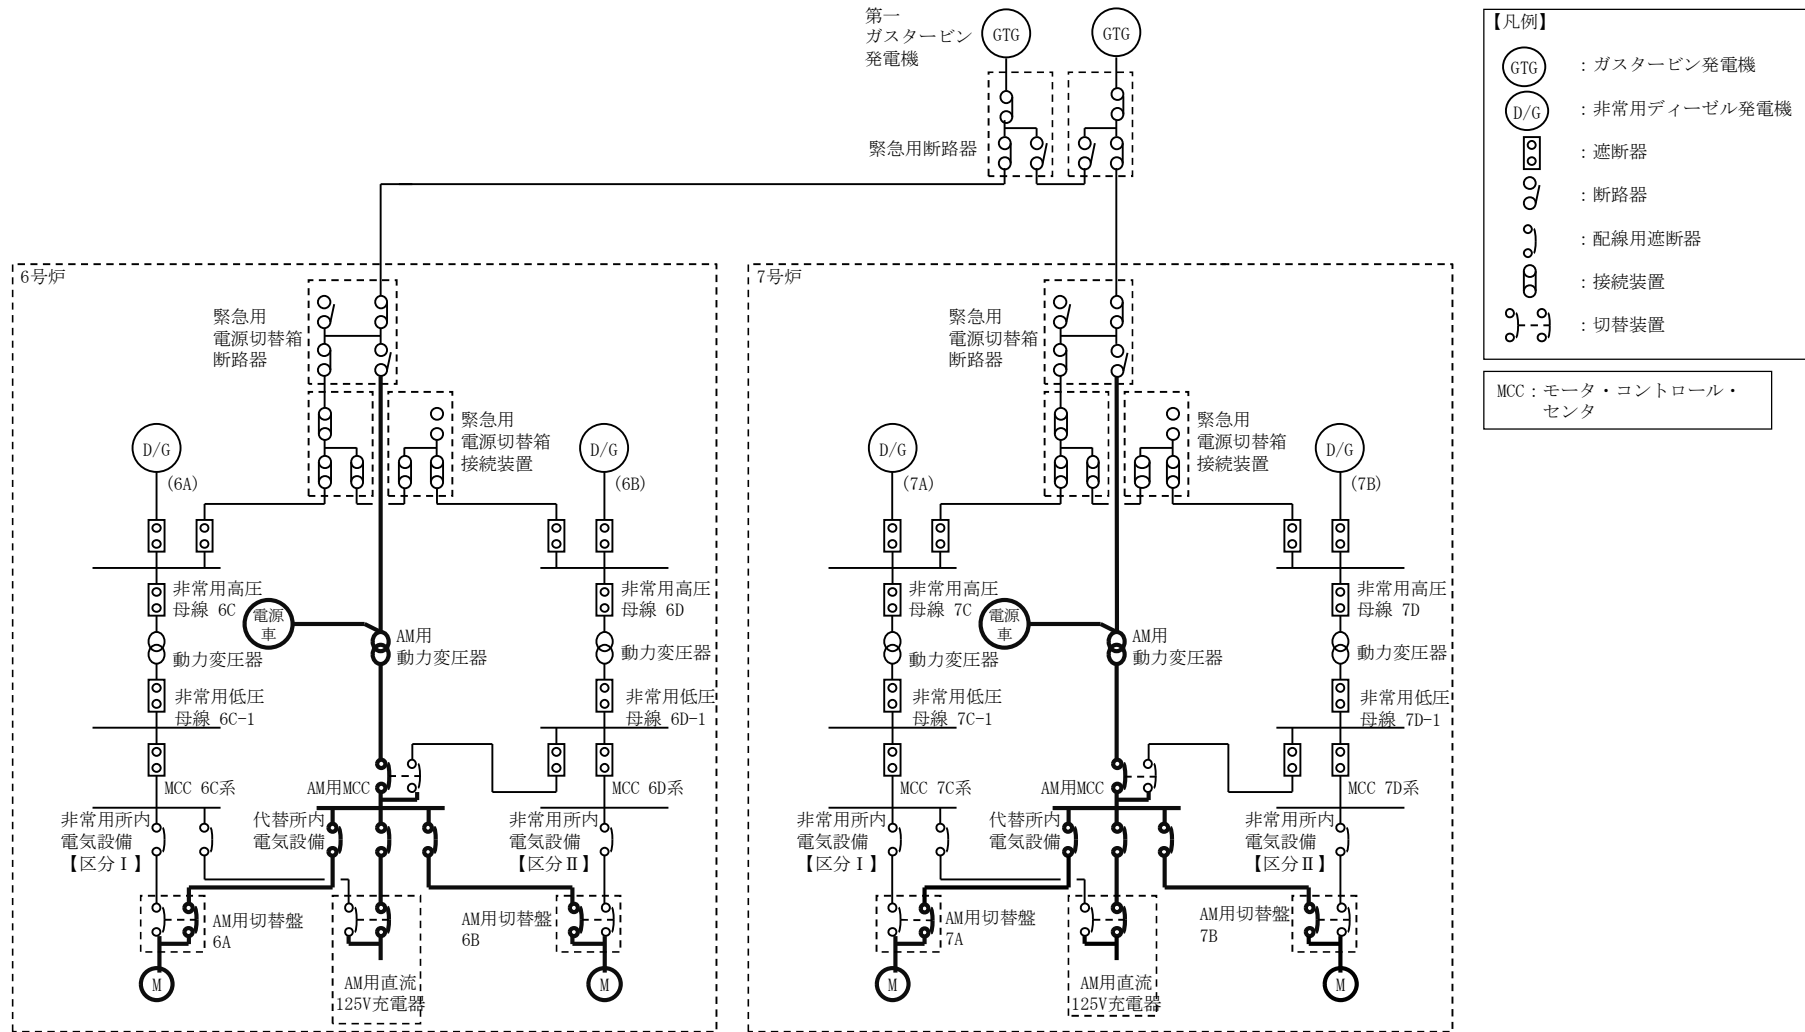 第一
ガスタービン
発電機
GTG
GTG
緊急用断路器
【凡例】
GTG
：ガスタービン発電機
D/G
：非常用ディーゼル発電機
：遮断器
：断路器
：配線用遮断器
：接続装置
：切替装置
MCC：モータ・コントロール・
センタ
6号炉
緊急用
電源切替箱
断路器
緊急用
電源切替箱
接続装置
D/G
(6A)
D/G
(6B)
非常用高圧
母線 6C
非常用高圧
母線 6D
電源
車
AM用
動力変圧器
動力変圧器
動力変圧器
非常用低圧
母線 6C-1
非常用低圧
母線 6D-1
MCC 6C系
AM用MCC
MCC 6D系
非常用所内
電気設備
【区分Ⅰ】
代替所内
電気設備
非常用所内
電気設備
【区分Ⅱ】
AM用切替盤
6A
AM用切替盤
6B
M
AM用直流
125V充電器
M
7号炉
緊急用
電源切替箱
断路器
緊急用
電源切替箱
接続装置
D/G
(7A)
D/G
(7B)
非常用高圧
母線 7C
非常用高圧
母線 7D
電源
車
AM用
動力変圧器
動力変圧器
動力変圧器
非常用低圧
母線 7C-1
非常用低圧
母線 7D-1
MCC 7C系
AM用MCC
MCC 7D系
非常用所内
電気設備
【区分Ⅰ】
代替所内
電気設備
非常用所内
電気設備
【区分Ⅱ】
AM用切替盤
7A
AM用切替盤
7B
M
AM用直流
125V充電器
M